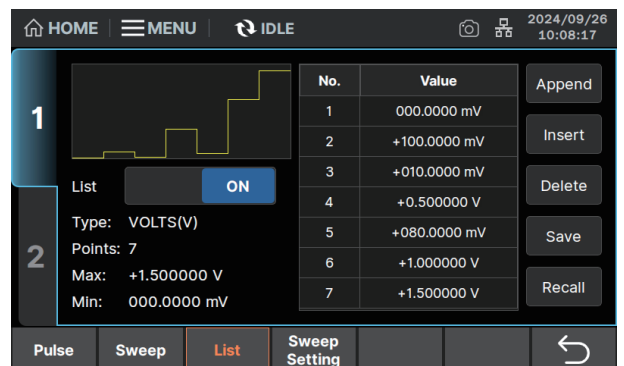 HOME MENU IDLE 2024/09/26
10:08:17
1
2
List ON
Type: VOLTS(V)
Points: 7
Max: +1.500000 V
Min: 000.0000 mV
No. Value
1 000.0000 mV
2 +100.0000 mV
3 +010.0000 mV
4 +0.500000 V
5 +080.0000 mV
6 +1.000000 V
7 +1.500000 V
Append
Insert
Delete
Save
Recall
Pulse Sweep List Sweep
Setting